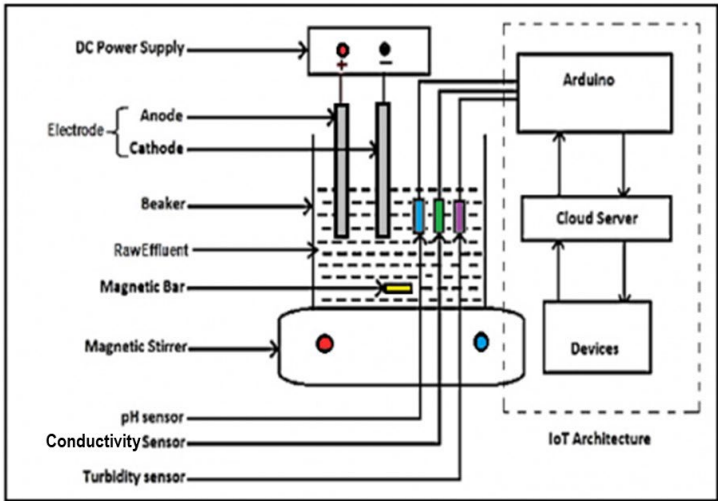 DC Power Supply
+
−
Arduino
Electrode
Anode
Cathode
Beaker
Cloud Server
RawEffluent
Magnetic Bar
Magnetic Stirrer
Devices
pH sensor
Conductivity Sensor
IoT Architecture
Turbidity sensor